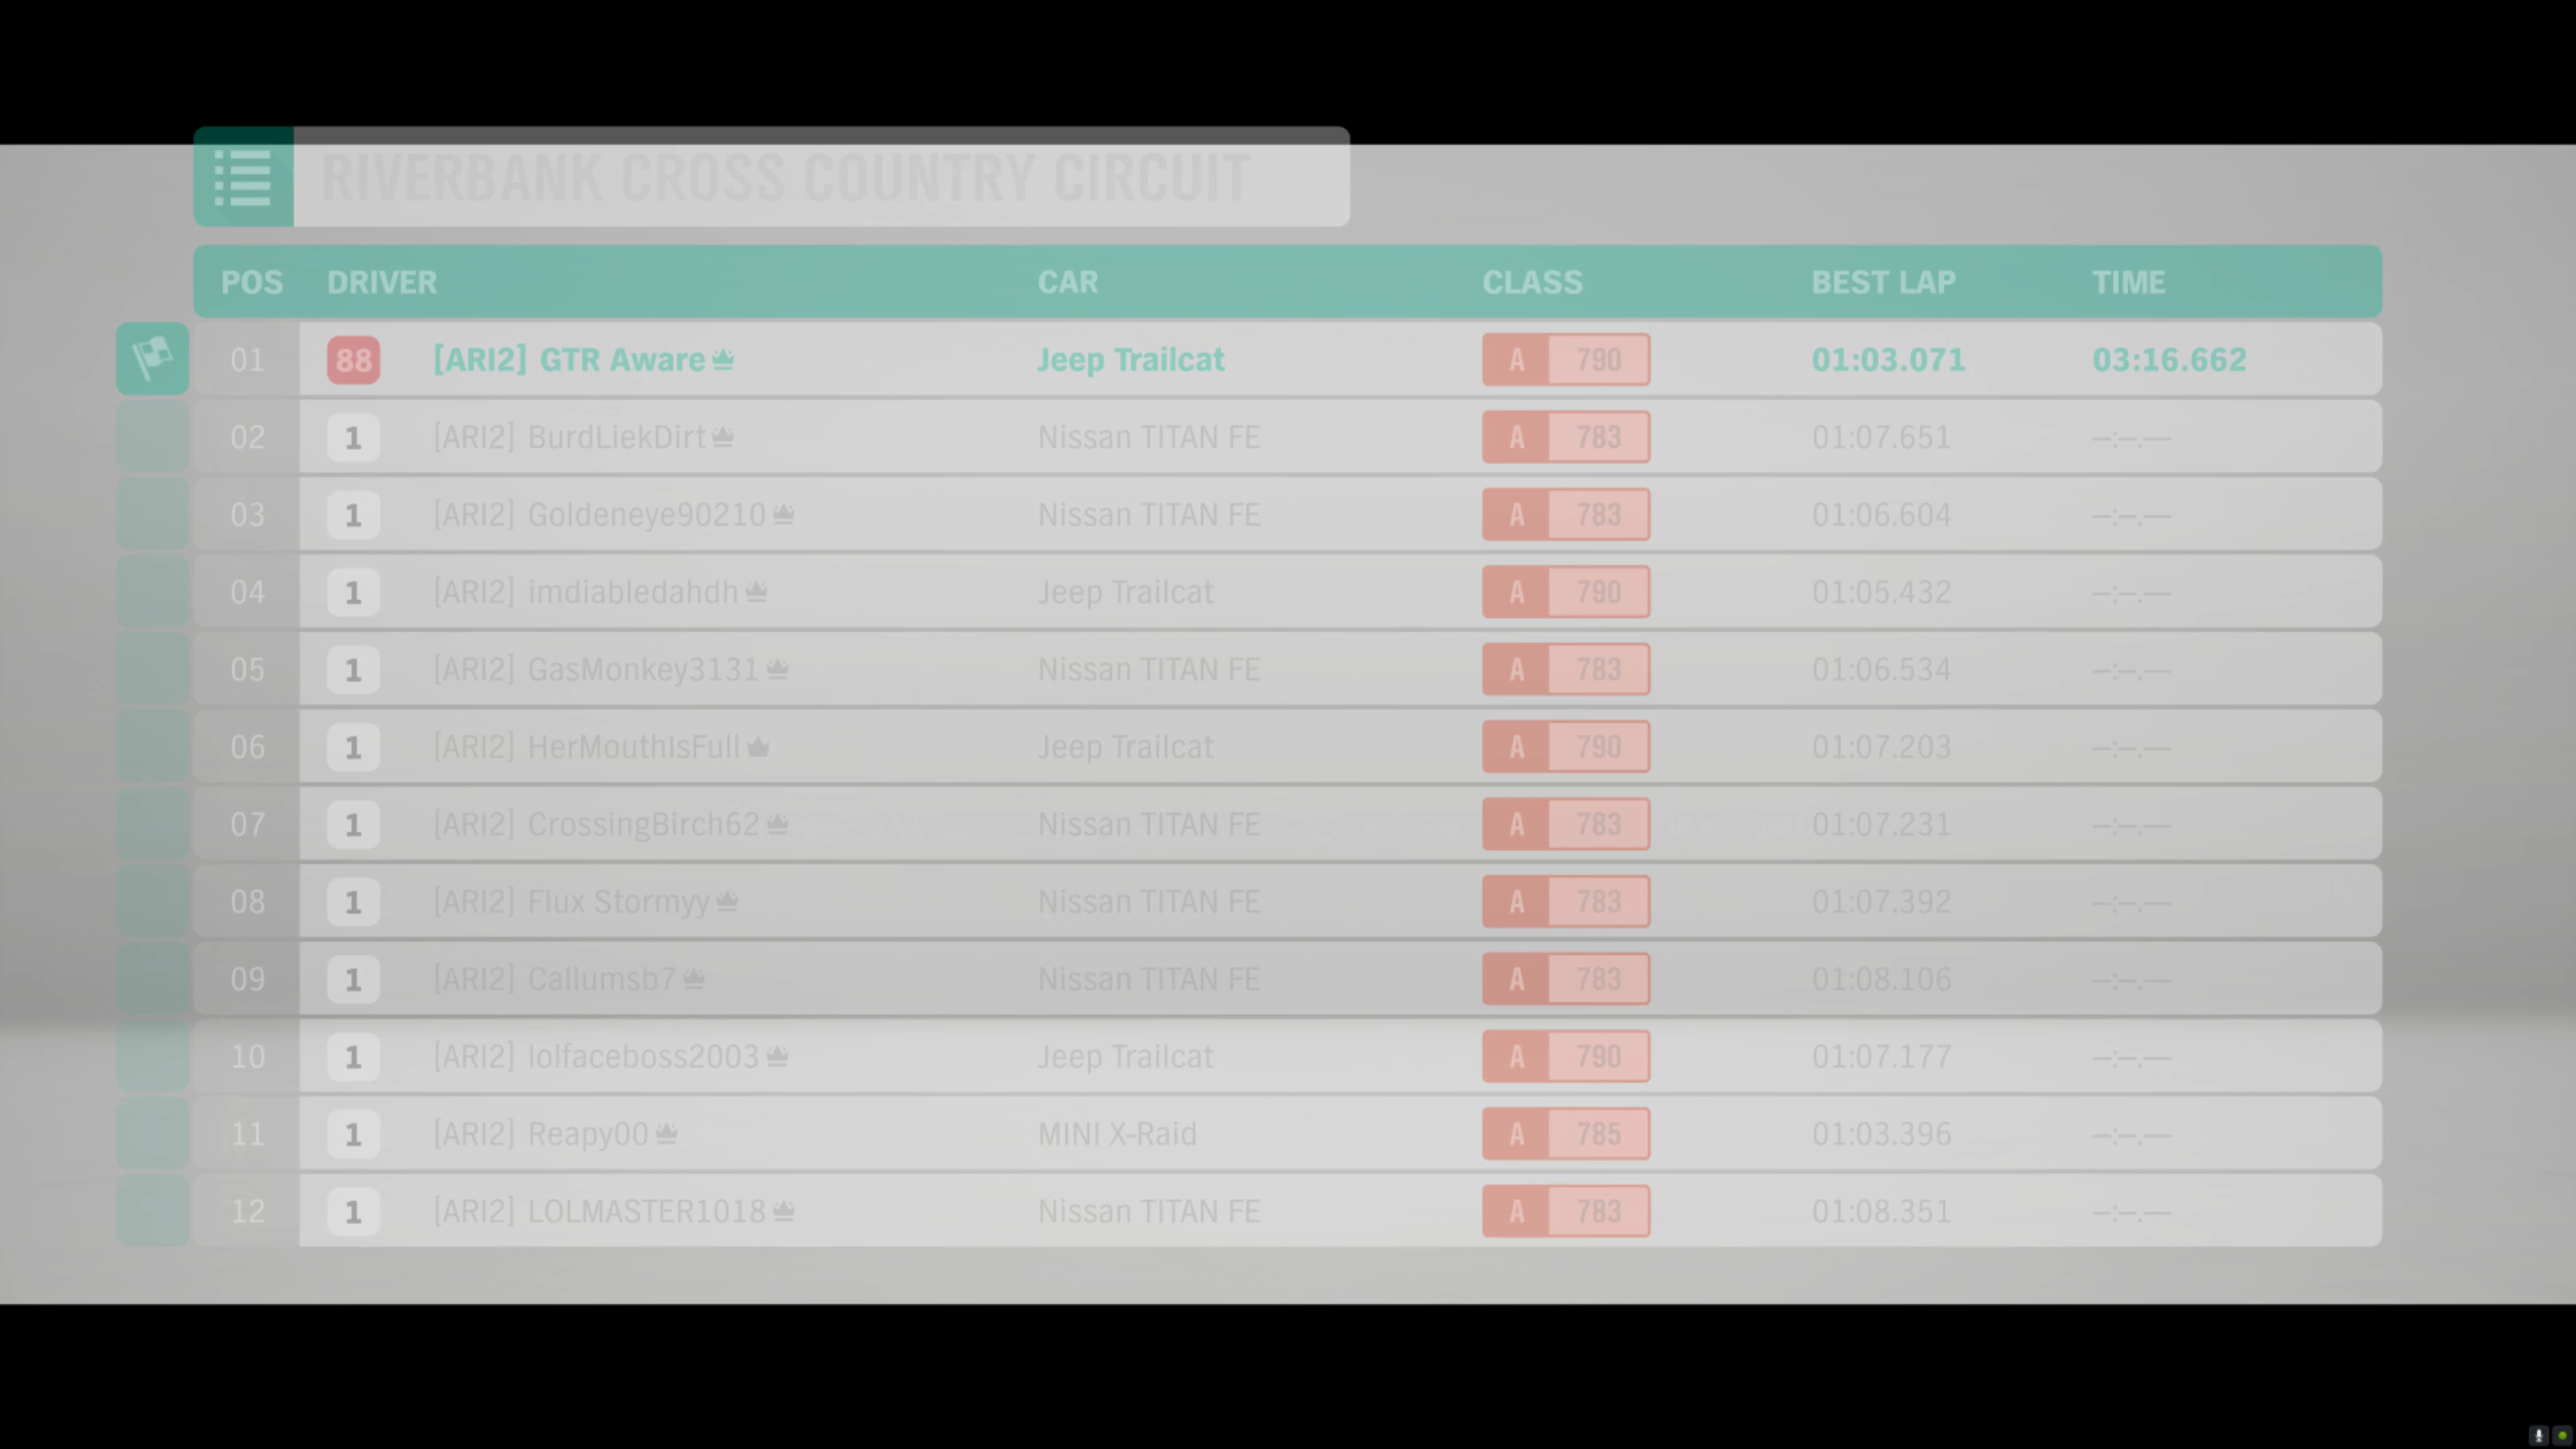 RIVERBANK CROSS COUNTRY CIRCUIT
POS DRIVER CAR CLASS BEST LAP TIME
01 88 [ARI2] GTR Aware Jeep Trailcat A 790 01:03.071 03:16.662
02 1 [ARI2] BurdLiekDirt Nissan TITAN FE A 783 01:07.651 --:--.---
03 1 [ARI2] Goldeneye90210 Nissan TITAN FE A 783 01:06.604 --:--.---
04 1 [ARI2] imdiabledahdh Jeep Trailcat A 790 01:05.432 --:--.---
05 1 [ARI2] GasMonkey3131 Nissan TITAN FE A 783 01:06.534 --:--.---
06 1 [ARI2] HerMouthIsFull Jeep Trailcat A 790 01:07.203 --:--.---
07 1 [ARI2] CrossingBirch62 Nissan TITAN FE A 783 01:07.231 --:--.---
08 1 [ARI2] Flux Stormyy Nissan TITAN FE A 783 01:07.392 --:--.---
09 1 [ARI2] Callumsb7 Nissan TITAN FE A 783 01:08.106 --:--.---
10 1 [ARI2] lolfaceboss2003 Jeep Trailcat A 790 01:07.177 --:--.---
11 1 [ARI2] Reapy00 MINI X-Raid A 785 01:03.396 --:--.---
12 1 [ARI2] LOLMASTER1018 Nissan TITAN FE A 783 01:08.351 --:--.---